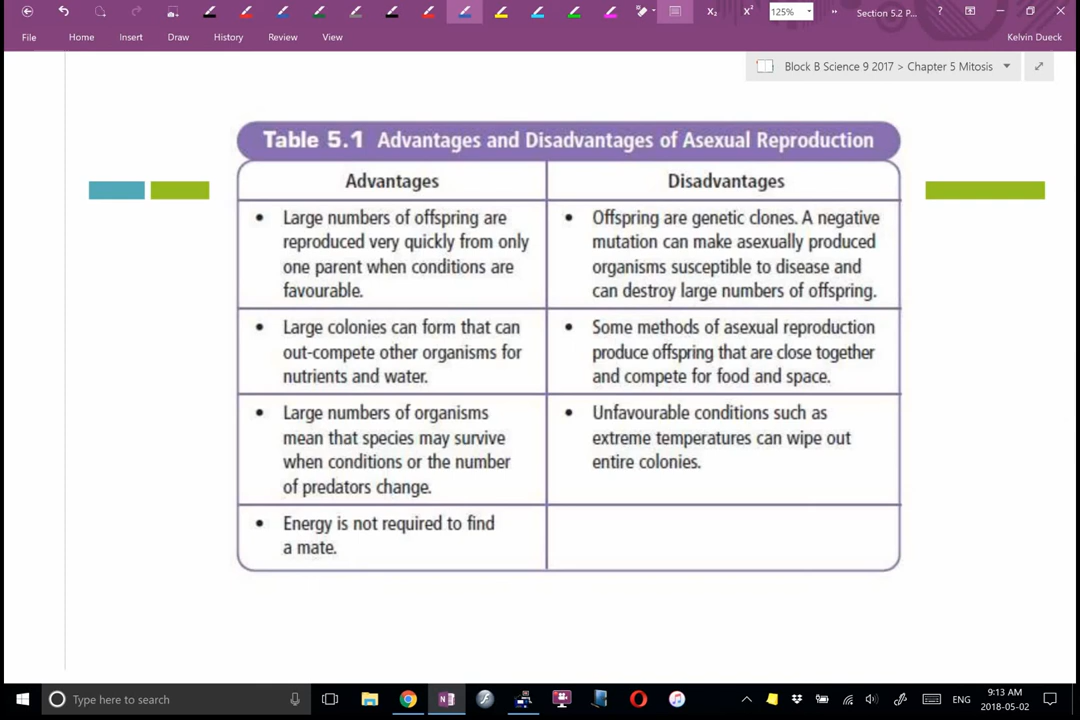 125%
Section 5.2 P...
File Home Insert Draw History Review View
Kelvin Dueck
Block B Science 9 2017 > Chapter 5 Mitosis
Table 5.1 Advantages and Disadvantages of Asexual Reproduction
Advantages
Disadvantages
• Large numbers of offspring are
reproduced very quickly from only
one parent when conditions are
favourable.
• Offspring are genetic clones. A negative
mutation can make asexually produced
organisms susceptible to disease and
can destroy large numbers of offspring.
• Large colonies can form that can
out-compete other organisms for
nutrients and water.
• Some methods of asexual reproduction
produce offspring that are close together
and compete for food and space.
• Large numbers of organisms
mean that species may survive
when conditions or the number
of predators change.
• Unfavourable conditions such as
extreme temperatures can wipe out
entire colonies.
• Energy is not required to find
a mate.
Type here to search
ENG
9:13 AM
2018-05-02